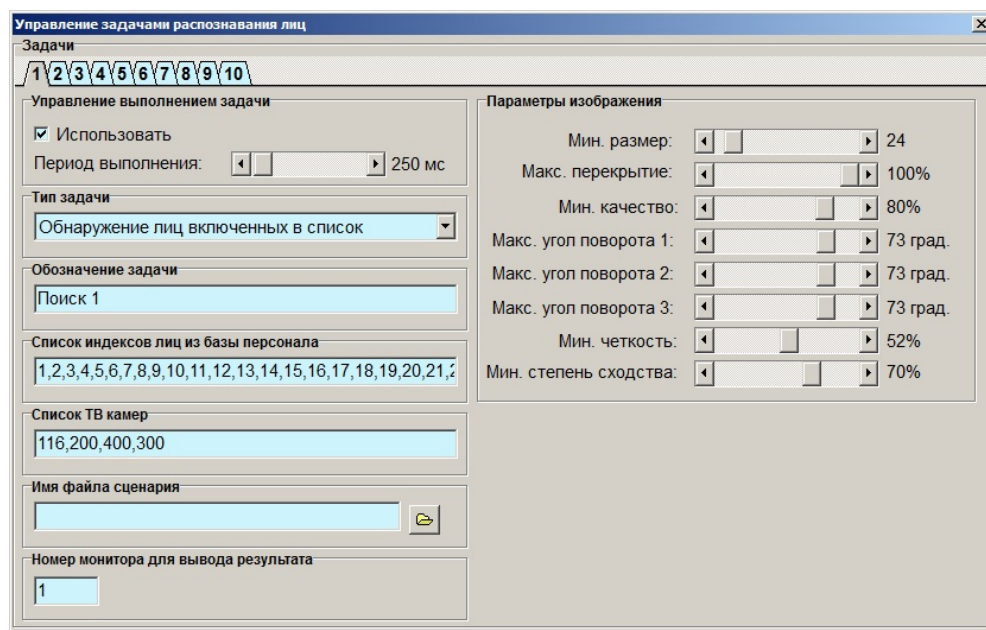 Управление задачами распознавания лиц
Задачи
1 2 3 4 5 6 7 8 9 10
Управление выполнением задачи
Использовать
Период выполнения: 250 мс
Тип задачи
Обнаружение лиц включенных в список
Обозначение задачи
Поиск 1
Список индексов лиц из базы персонала
1,2,3,4,5,6,7,8,9,10,11,12,13,14,15,16,17,18,19,20,21,2
Список ТВ камер
116,200,400,300
Имя файла сценария
Номер монитора для вывода результата
1
Параметры изображения
Мин. размер: 24
Макс. перекрытие: 100%
Мин. качество: 80%
Макс. угол поворота 1: 73 град.
Макс. угол поворота 2: 73 град.
Макс. угол поворота 3: 73 град.
Мин. четкость: 52%
Мин. степень сходства: 70%